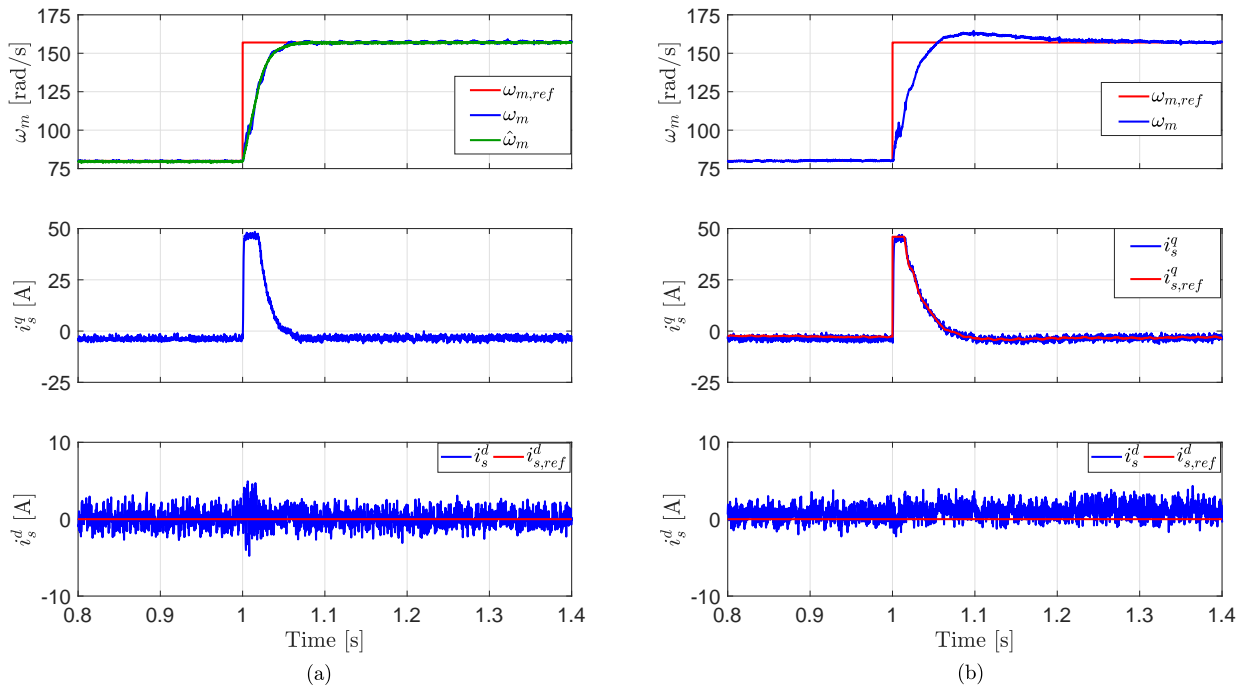 175
150
125
100
75
ω_m [rad/s]
ω_{m,ref}
ω_m
ω̂_m
50
25
0
-25
i_s^q [A]
10
0
-10
i_s^d [A]
i_s^d i_{s,ref}^d
0.8 0.9 1 1.1 1.2 1.3 1.4
Time [s]
(a)
175
150
125
100
75
ω_m [rad/s]
ω_{m,ref}
ω_m
50
25
0
-25
i_s^q [A]
i_s^q
i_{s,ref}^q
10
0
-10
i_s^d [A]
i_s^d i_{s,ref}^d
0.8 0.9 1 1.1 1.2 1.3 1.4
Time [s]
(b)